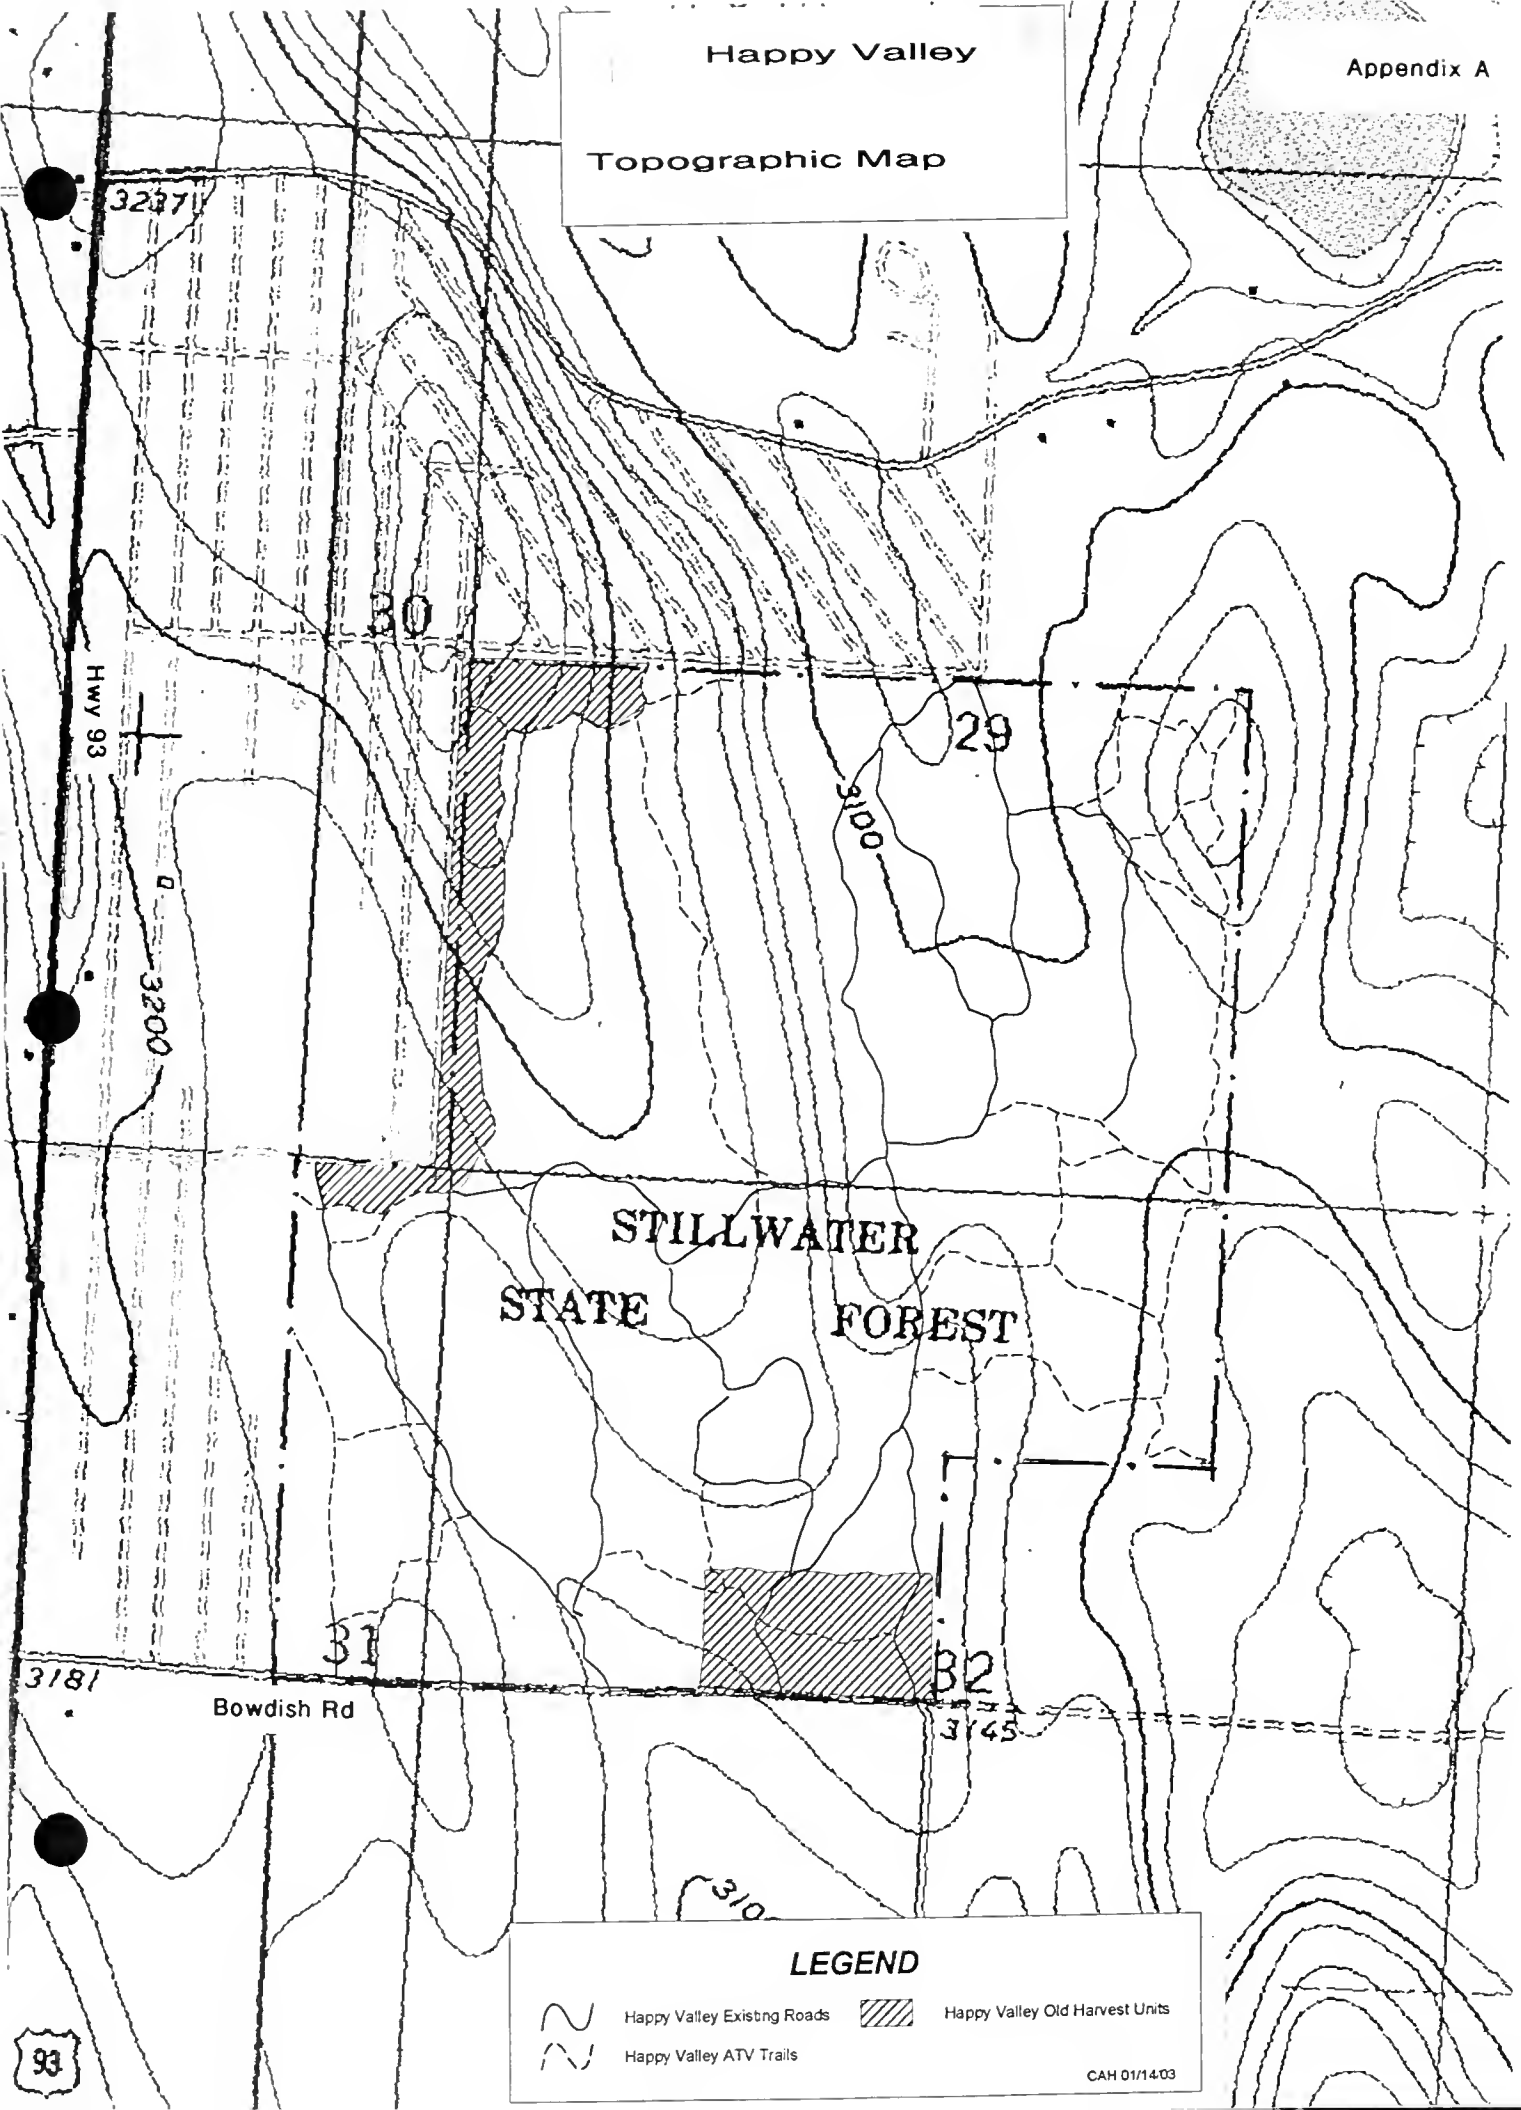 Happy Valley
Appendix A
Topographic Map
3237
30
Hwy 93
29
3100
3200
STILLWATER
STATE FOREST
31
32
3181
Bowdish Rd
3145
310
LEGEND
Happy Valley Existing Roads
Happy Valley Old Harvest Units
Happy Valley ATV Trails
CAH 01/14/03
93